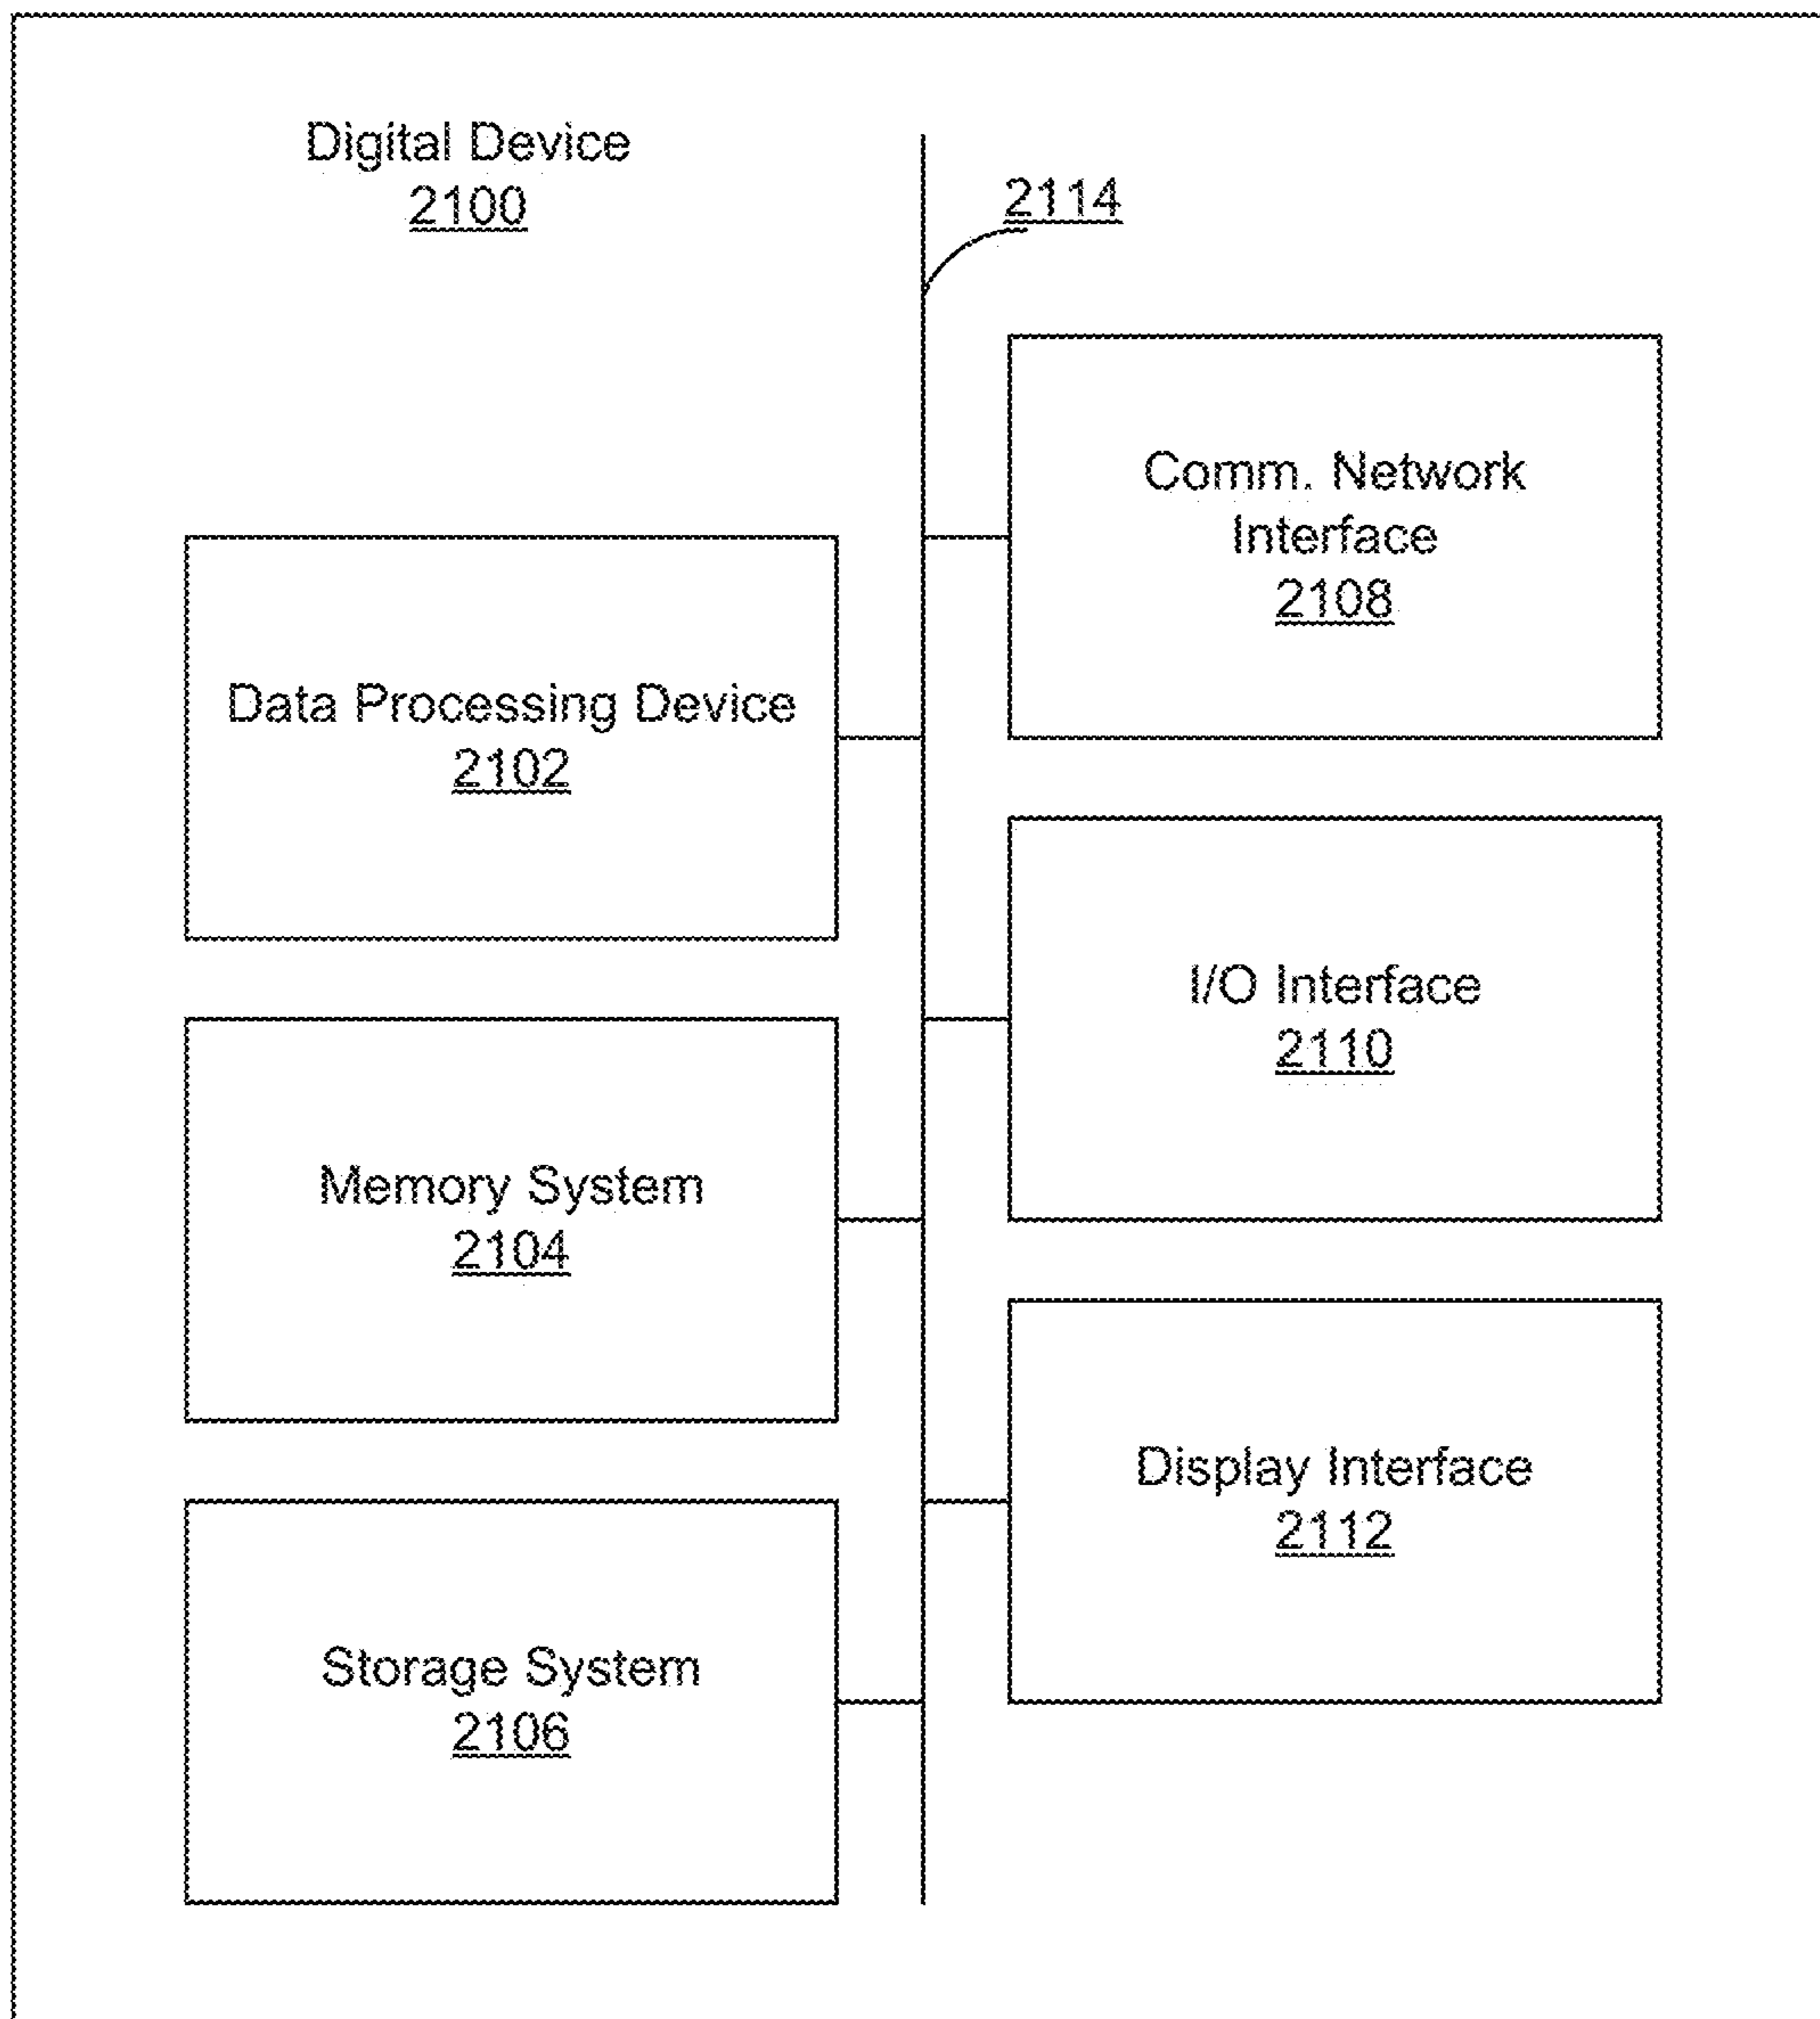 Digital Device
2100
2114
Comm. Network
Interface
2108
Data Processing Device
2102
I/O Interface
2110
Memory System
2104
Display Interface
2112
Storage System
2106